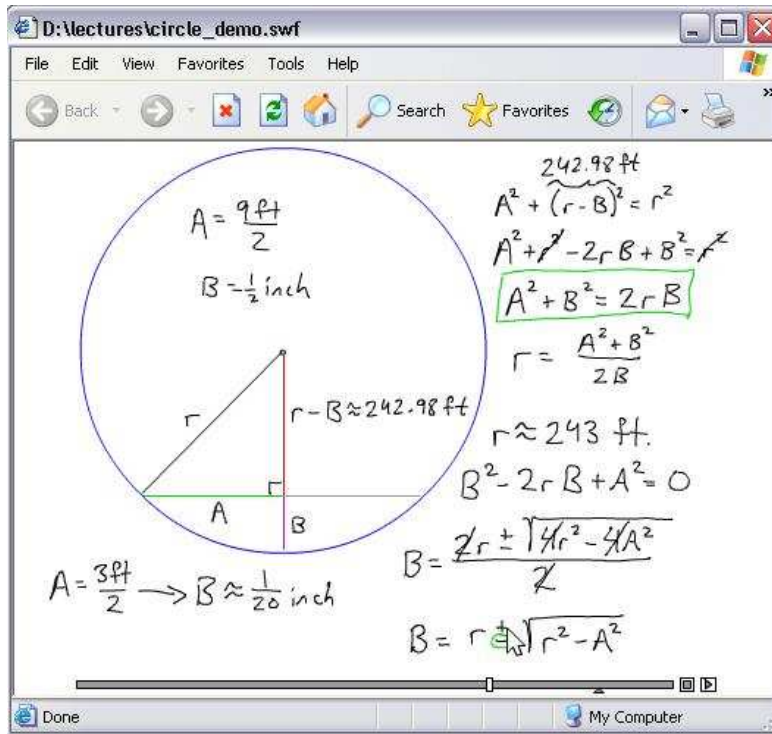 D:\lectures\circle_demo.swf
File Edit View Favorites Tools Help
Back Search Favorites »
A = 9ft/2
B = 1/2 inch
r
r - B ≈ 242.98 ft
r
A
B
A = 3ft/2 → B ≈ 1/20 inch
242.98 ft
A² + (r - B)² = r²
A² + r² - 2rB + B² = r²
A² + B² = 2rB
r = (A² + B²)/2B
r ≈ 243 ft.
B² - 2rB + A² = 0
B = (2r ± √(4r² - 4A²))/2
B = r ± √(r² - A²)
Done My Computer